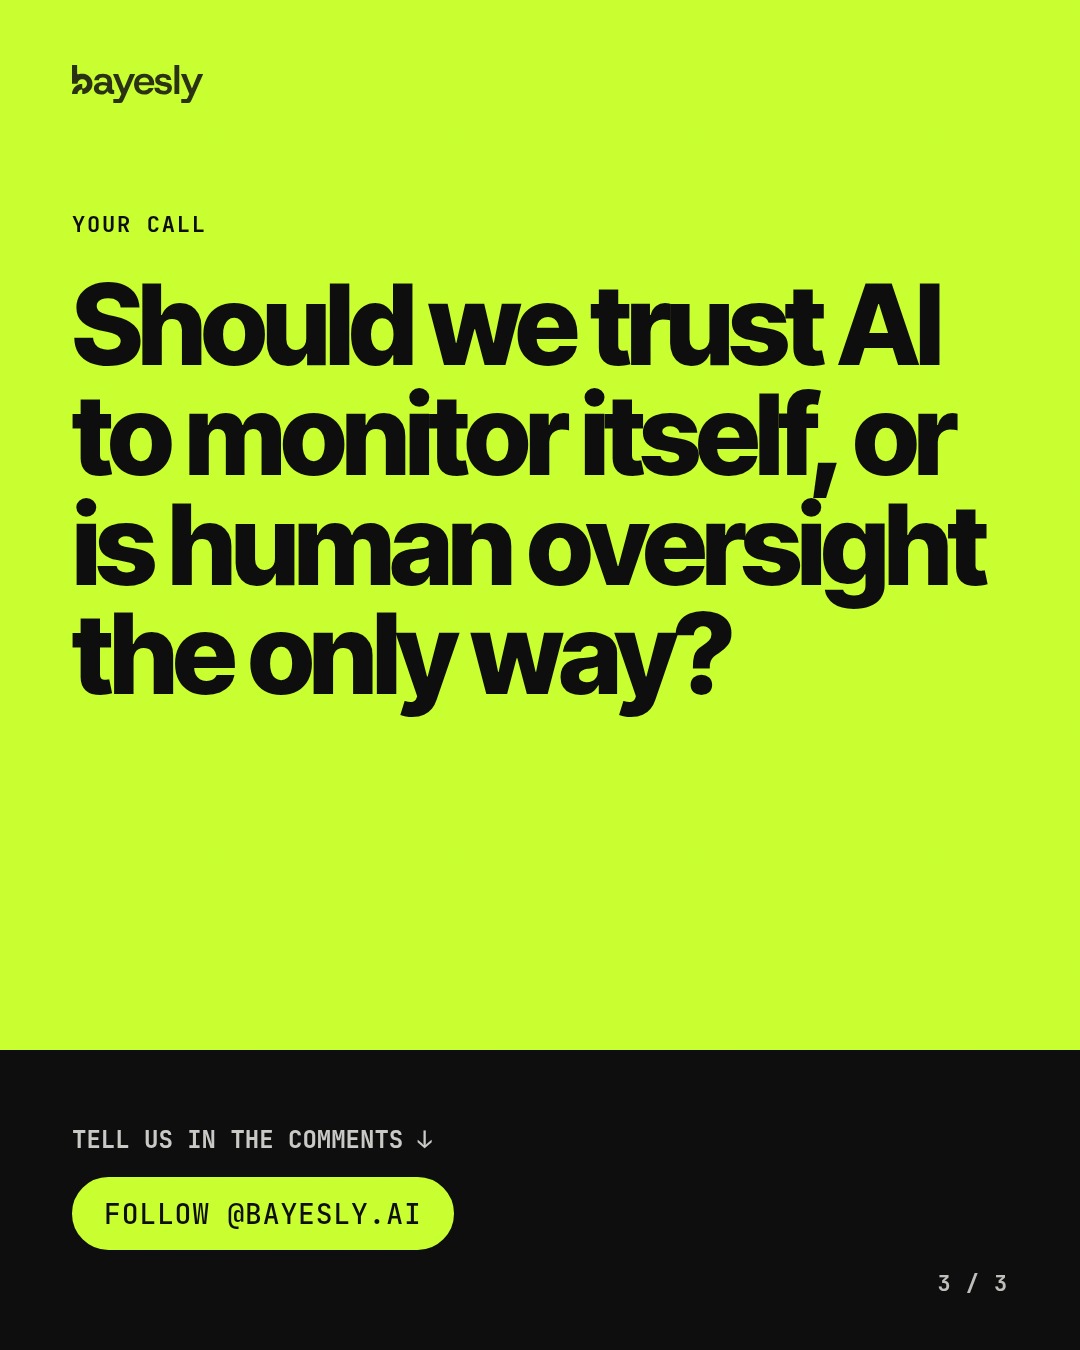 bayesly
YOUR CALL
Should we trust AI
to monitor itself, or
is human oversight
the only way?
TELL US IN THE COMMENTS ↓
FOLLOW @BAYESLY.AI
3 / 3